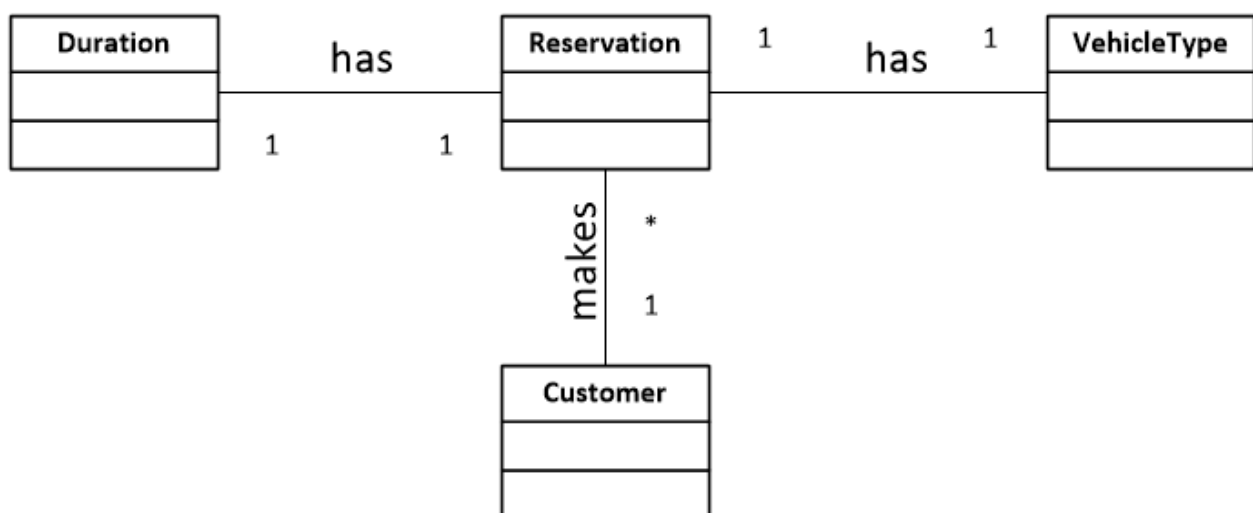 Duration
has
1 1
Reservation
1 1
has
VehicleType
makes
*
1
Customer